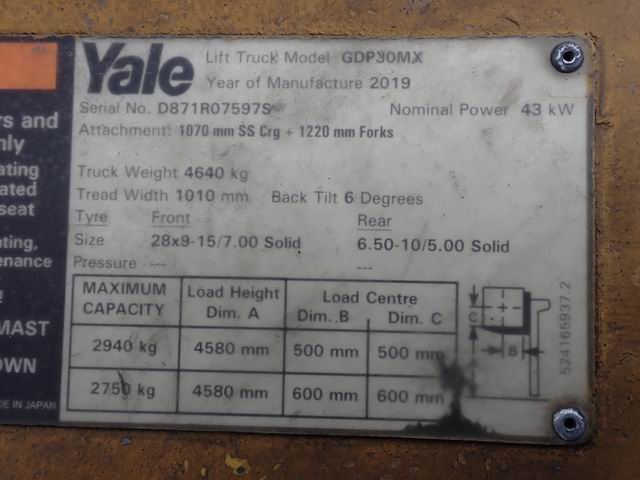 Yale
Lift Truck Model GDP30MX
Year of Manufacture 2019
Serial No. D871R07597S
Nominal Power 43 kW
Attachment: 1070 mm SS Crg + 1220 mm Forks
Truck Weight 4640 kg
Tread Width 1010 mm Back Tilt 6 Degrees
Tyre Front Rear
Size 28x9-15/7.00 Solid 6.50-10/5.00 Solid
Pressure --- ---
MAXIMUM CAPACITY Load Height Dim. A Load Centre Dim. B Dim. C
2940 kg 4580 mm 500 mm 500 mm
2750 kg 4580 mm 600 mm 600 mm
C
B
524165937.2
rs and
nly
ating
ated
seat
ating,
enance
!
MAST
OWN
DE IN JAPAN